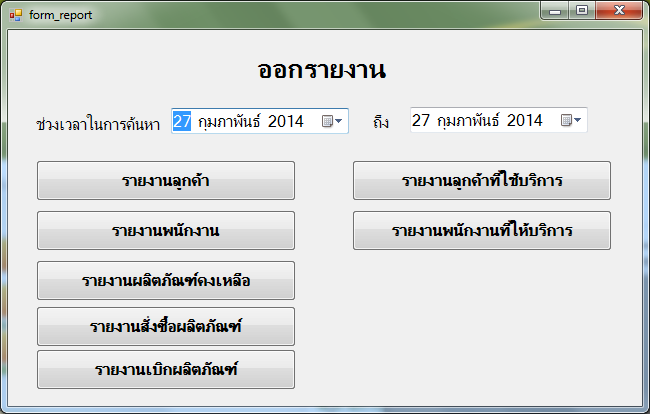 form_report
ออกรายงาน
ช่วงเวลาในการค้นหา 27 กุมภาพันธ์ 2014 ถึง 27 กุมภาพันธ์ 2014
รายงานลูกค้า รายงานลูกค้าที่ใช้บริการ
รายงานพนักงาน รายงานพนักงานที่ให้บริการ
รายงานผลิตภัณฑ์คงเหลือ
รายงานสั่งซื้อผลิตภัณฑ์
รายงานเบิกผลิตภัณฑ์